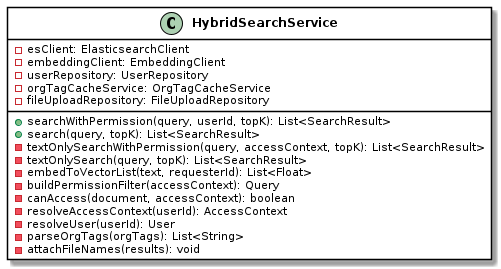 C HybridSearchService
esClient: ElasticsearchClient
embeddingClient: EmbeddingClient
userRepository: UserRepository
orgTagCacheService: OrgTagCacheService
fileUploadRepository: FileUploadRepository
searchWithPermission(query, userId, topK): List<SearchResult>
search(query, topK): List<SearchResult>
textOnlySearchWithPermission(query, accessContext, topK): List<SearchResult>
textOnlySearch(query, topK): List<SearchResult>
embedToVectorList(text, requesterId): List<Float>
buildPermissionFilter(accessContext): Query
canAccess(document, accessContext): boolean
resolveAccessContext(userId): AccessContext
resolveUser(userId): User
parseOrgTags(orgTags): List<String>
attachFileNames(results): void